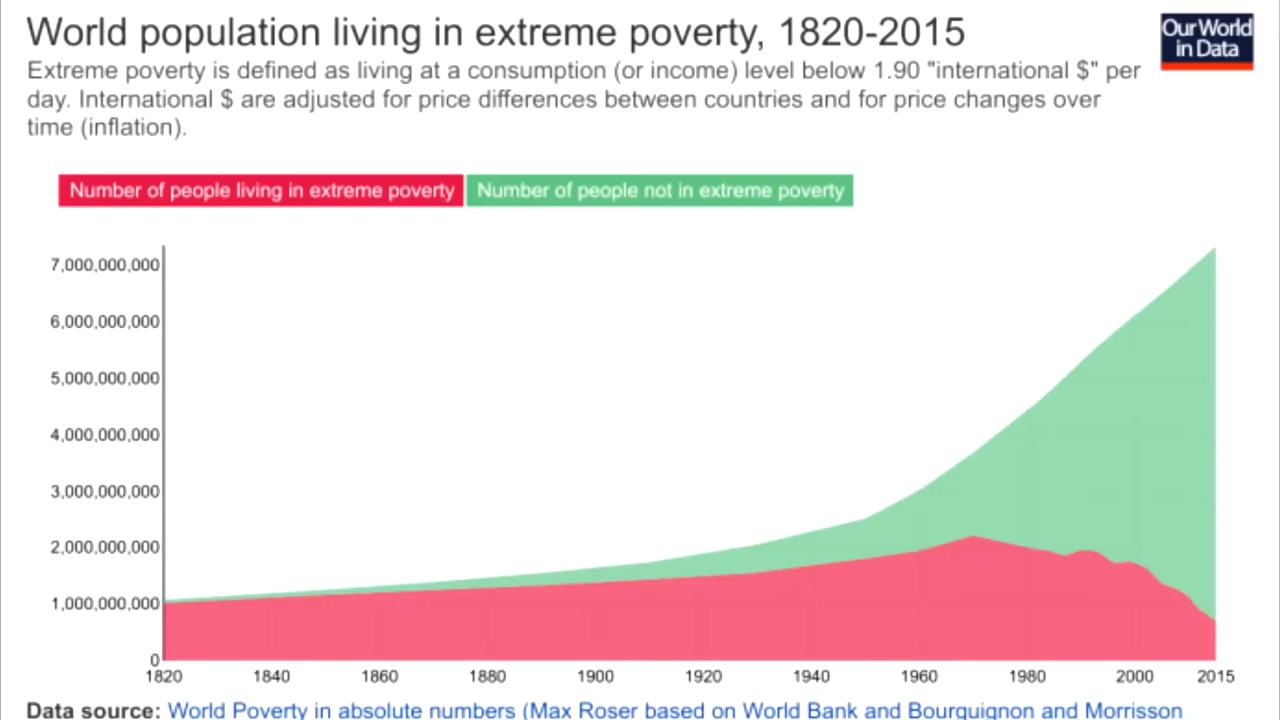 World population living in extreme poverty, 1820-2015
Our World
in Data
Extreme poverty is defined as living at a consumption (or income) level below 1.90 "international $" per
day. International $ are adjusted for price differences between countries and for price changes over
time (inflation).
Number of people living in extreme poverty
Number of people not in extreme poverty
7,000,000,000
6,000,000,000
5,000,000,000
4,000,000,000
3,000,000,000
2,000,000,000
1,000,000,000
0
1820 1840 1860 1880 1900 1920 1940 1960 1980 2000 2015
Data source: World Poverty in absolute numbers (Max Roser based on World Bank and Bourguignon and Morrisson